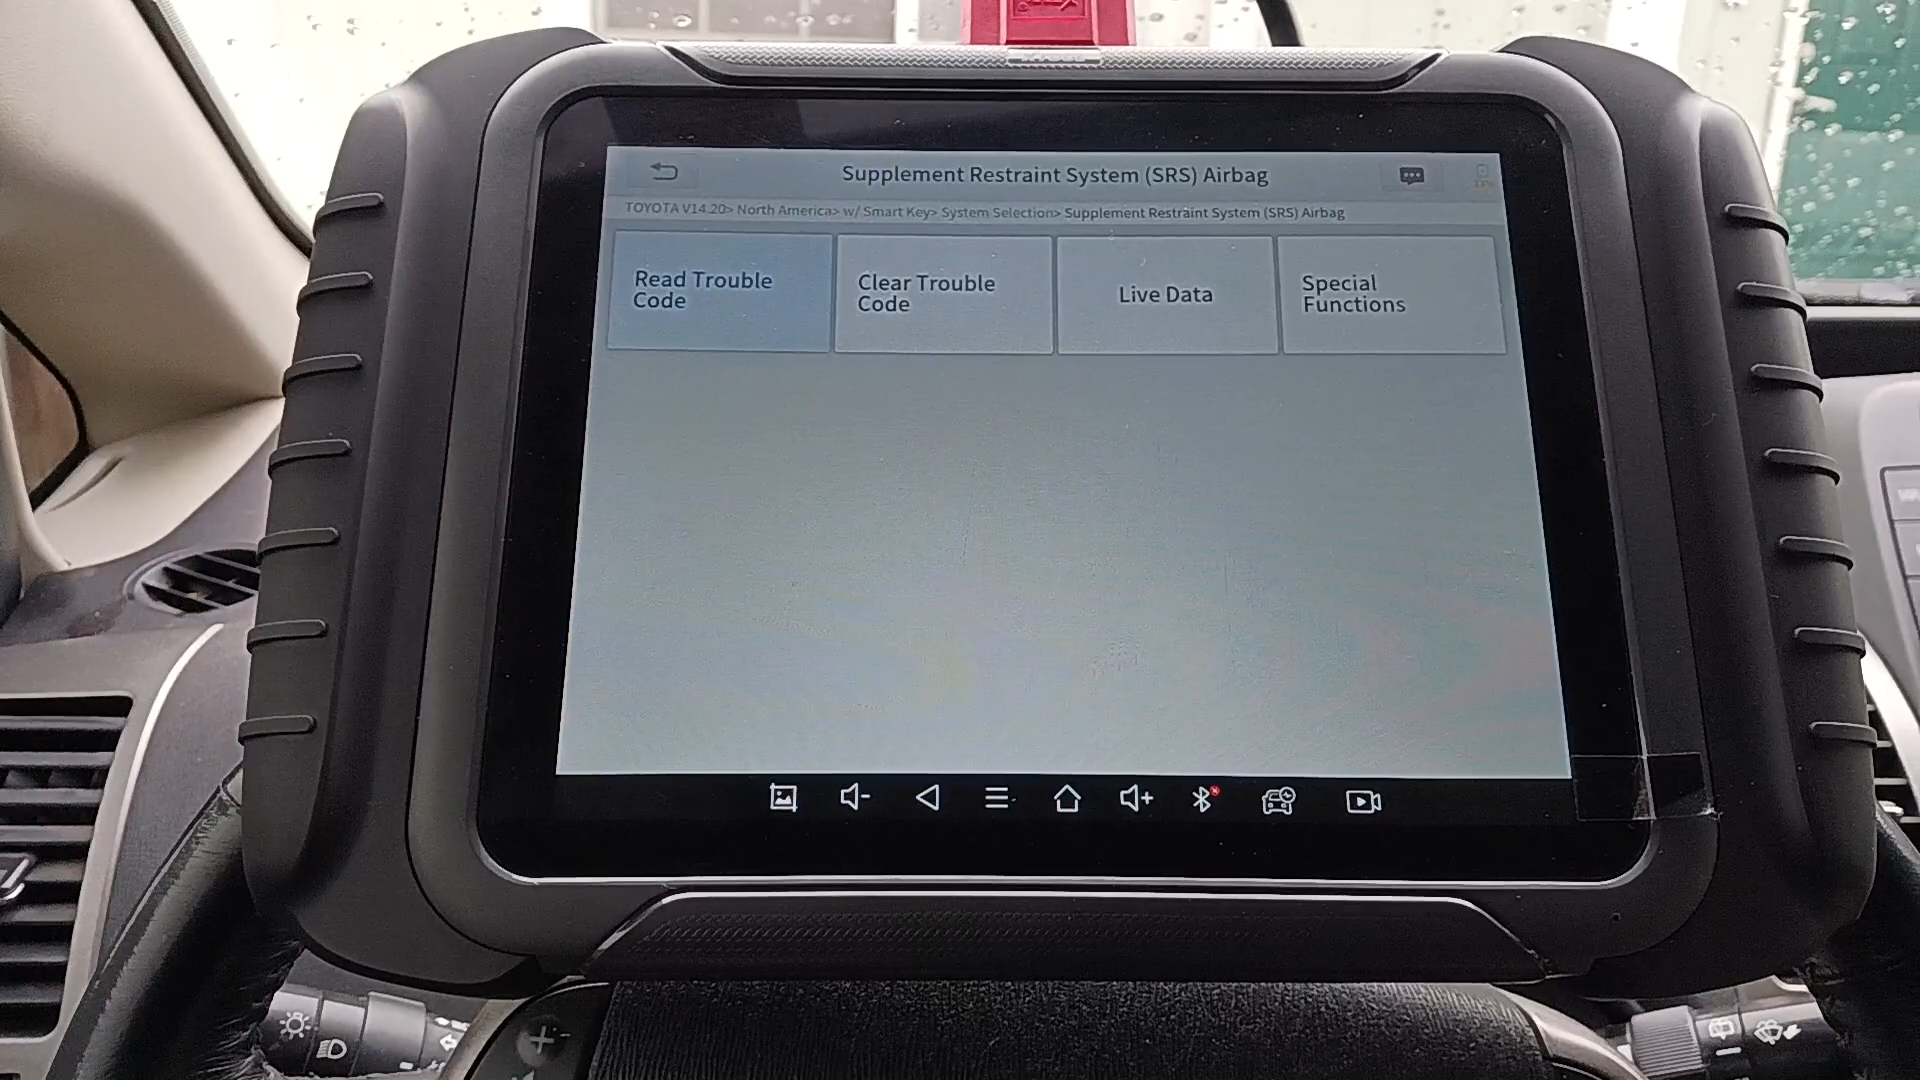 Supplement Restraint System (SRS) Airbag
TOYOTA V14.20> North America> w/ Smart Key> System Selection> Supplement Restraint System (SRS) Airbag
Read Trouble
Code
Clear Trouble
Code
Live Data
Special
Functions